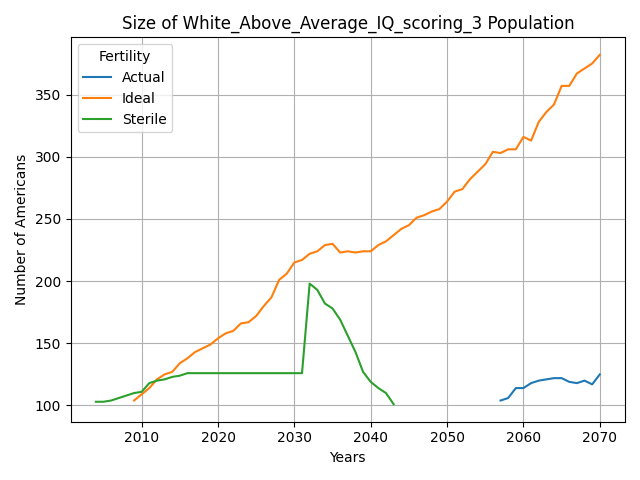 Size of White_Above_Average_IQ_scoring_3 Population
Fertility
Actual
Ideal
Sterile
Number of Americans
350
300
250
200
150
100
2010 2020 2030 2040 2050 2060 2070
Years